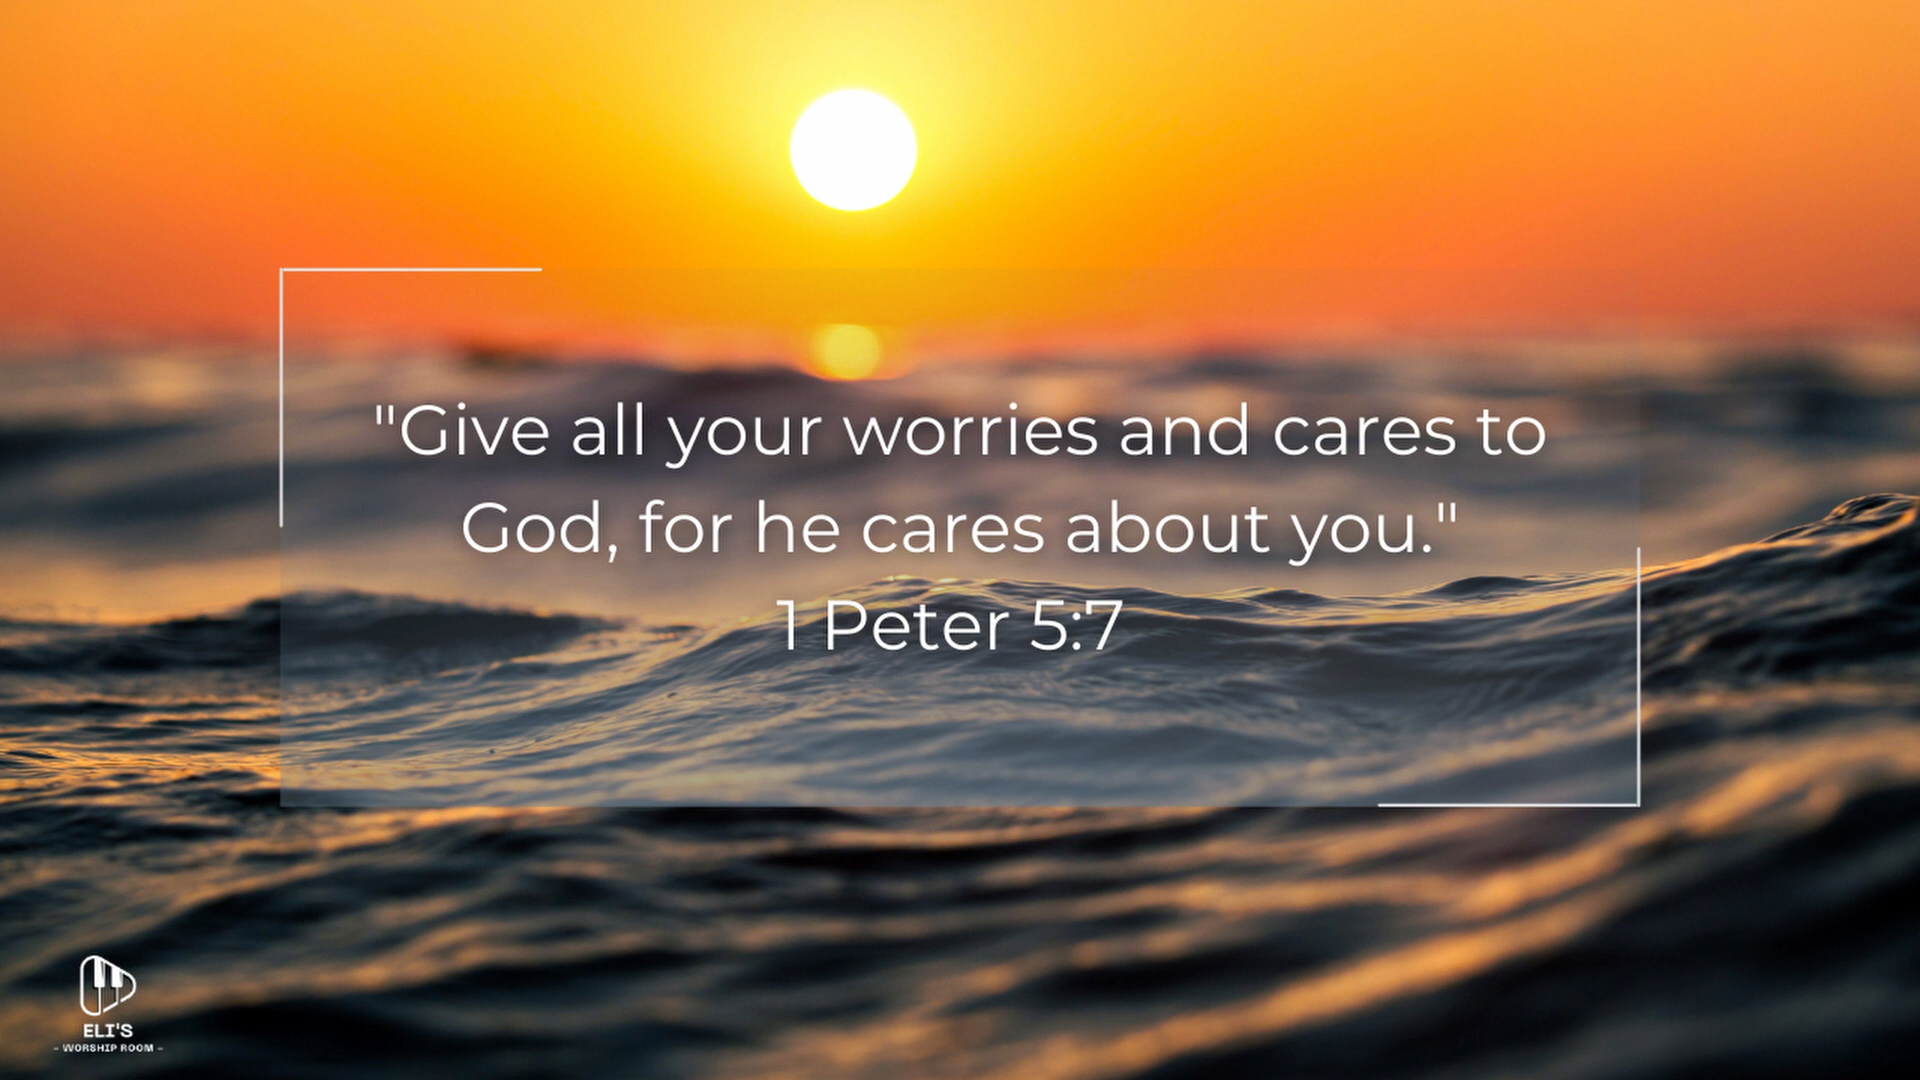 "Give all your worries and cares to
God, for he cares about you."
1 Peter 5:7
ELI'S
- WORSHIP ROOM -